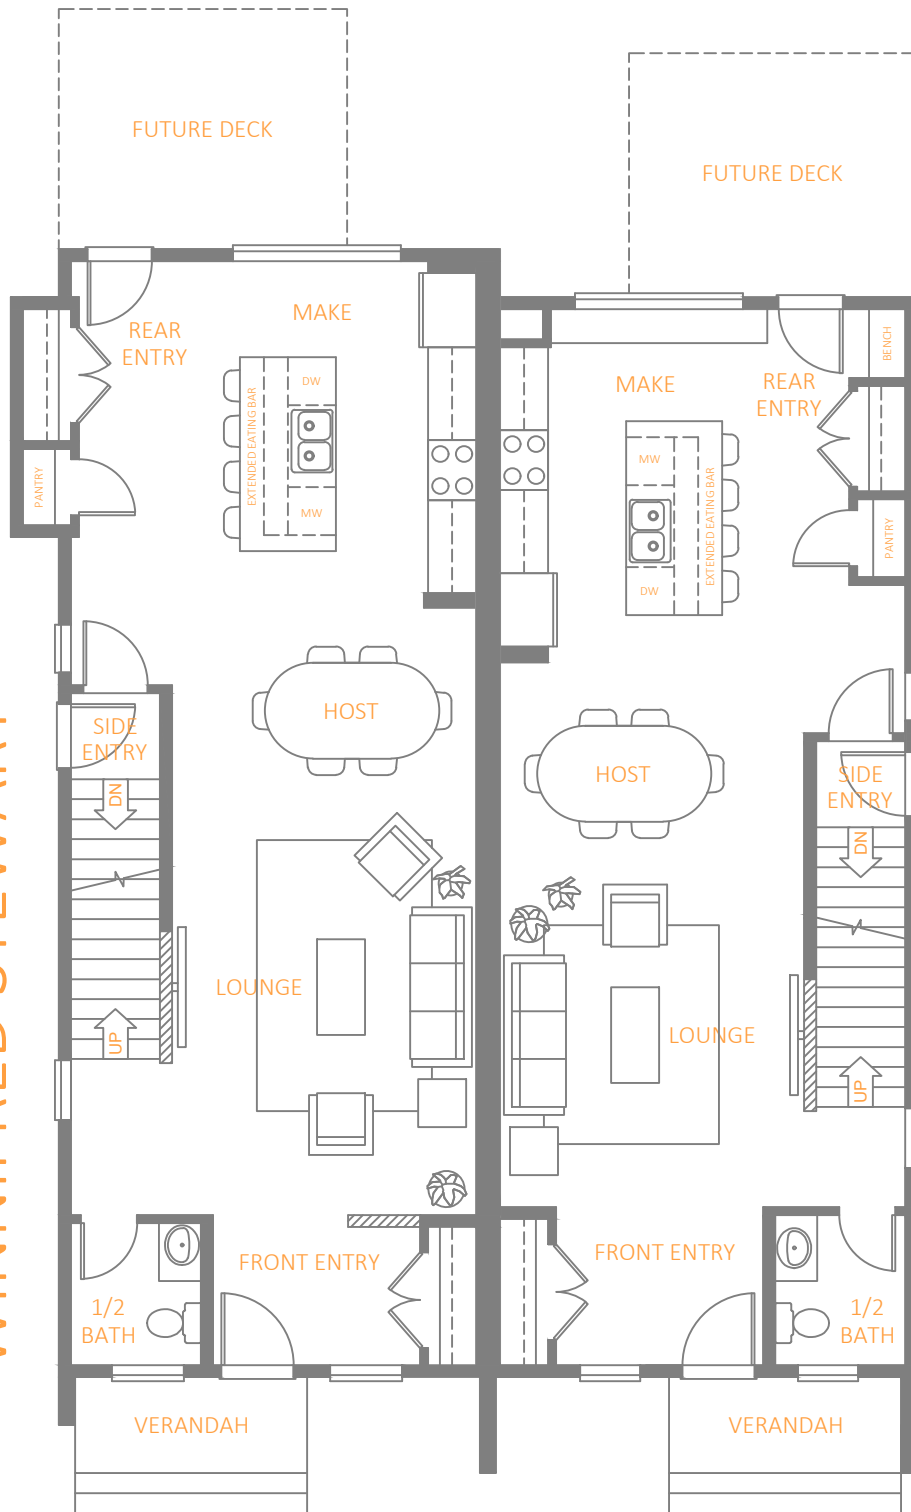 FUTURE DECK
FUTURE DECK
MAKE
REAR
ENTRY
DW
EXTENDED EATING BAR
MW
PANTRY
SIDE
ENTRY
DN
HOST
LOUNGE
UP
FRONT ENTRY
1/2
BATH
VERANDAH
BENCH
MAKE
REAR
ENTRY
MW
EXTENDED EATING BAR
DW
PANTRY
HOST
SIDE
ENTRY
DN
LOUNGE
UP
FRONT ENTRY
1/2
BATH
VERANDAH